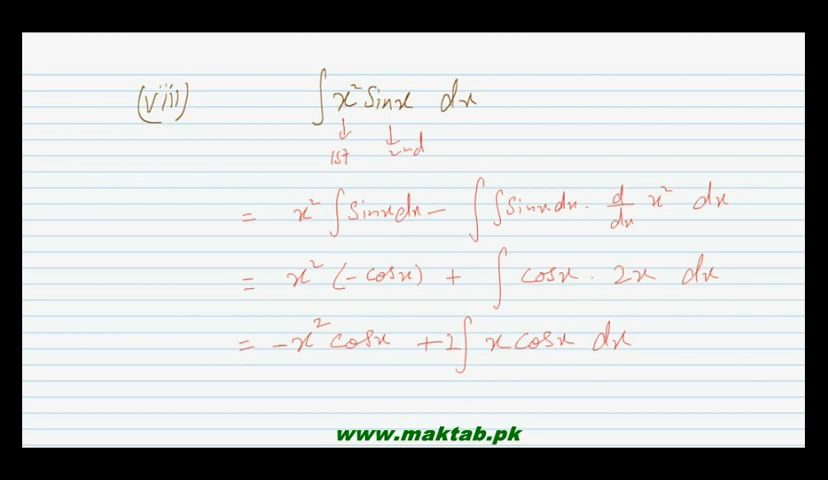 (viii) ∫ x² Sinx dx
1st 2nd
= x² ∫ Sinx dx − ∫ ∫ Sinx dx · d/dx x² dx
= x² (− cosx) + ∫ cosx · 2x dx
= −x² cosx + 2∫ x cosx dx
www.maktab.pk